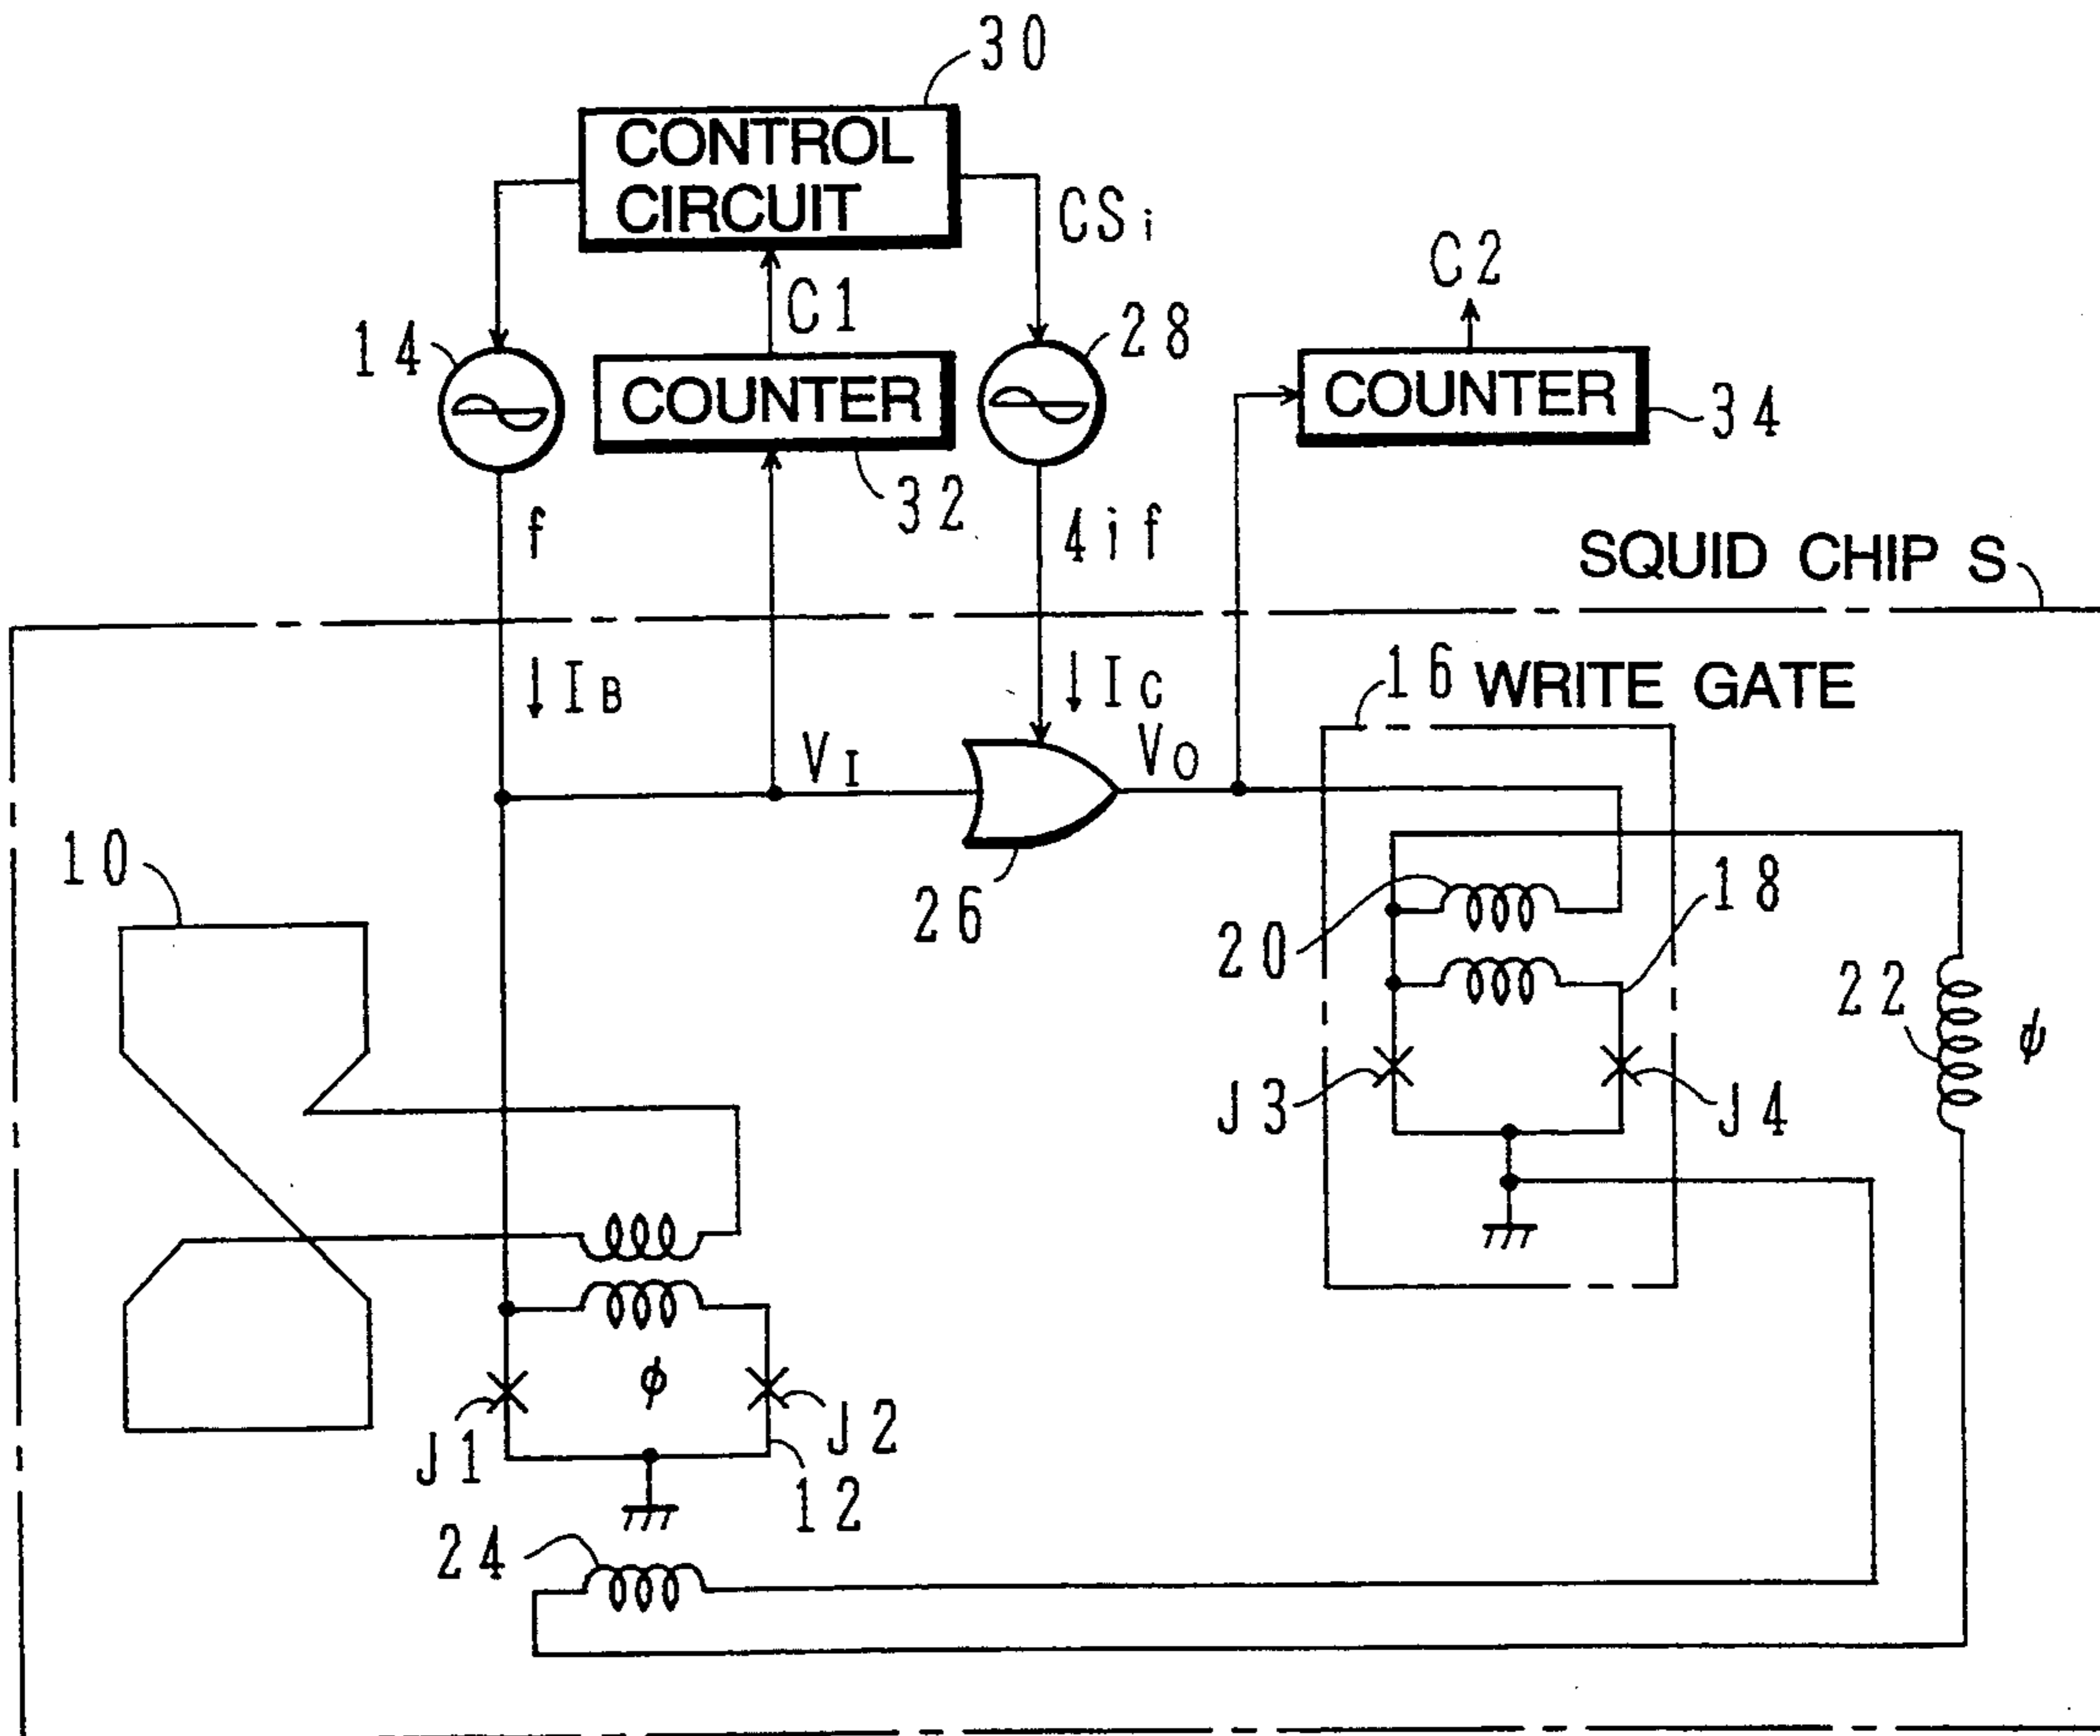 30
CONTROL
CIRCUIT
CSi
C1
C2
14
COUNTER
28
COUNTER
34
32
f
4if
SQUID CHIP S
↓IB
↓IC
16 WRITE GATE
VI
VO
10
26
20
18
22
ϕ
J3
J4
ϕ
J1
J2
12
24